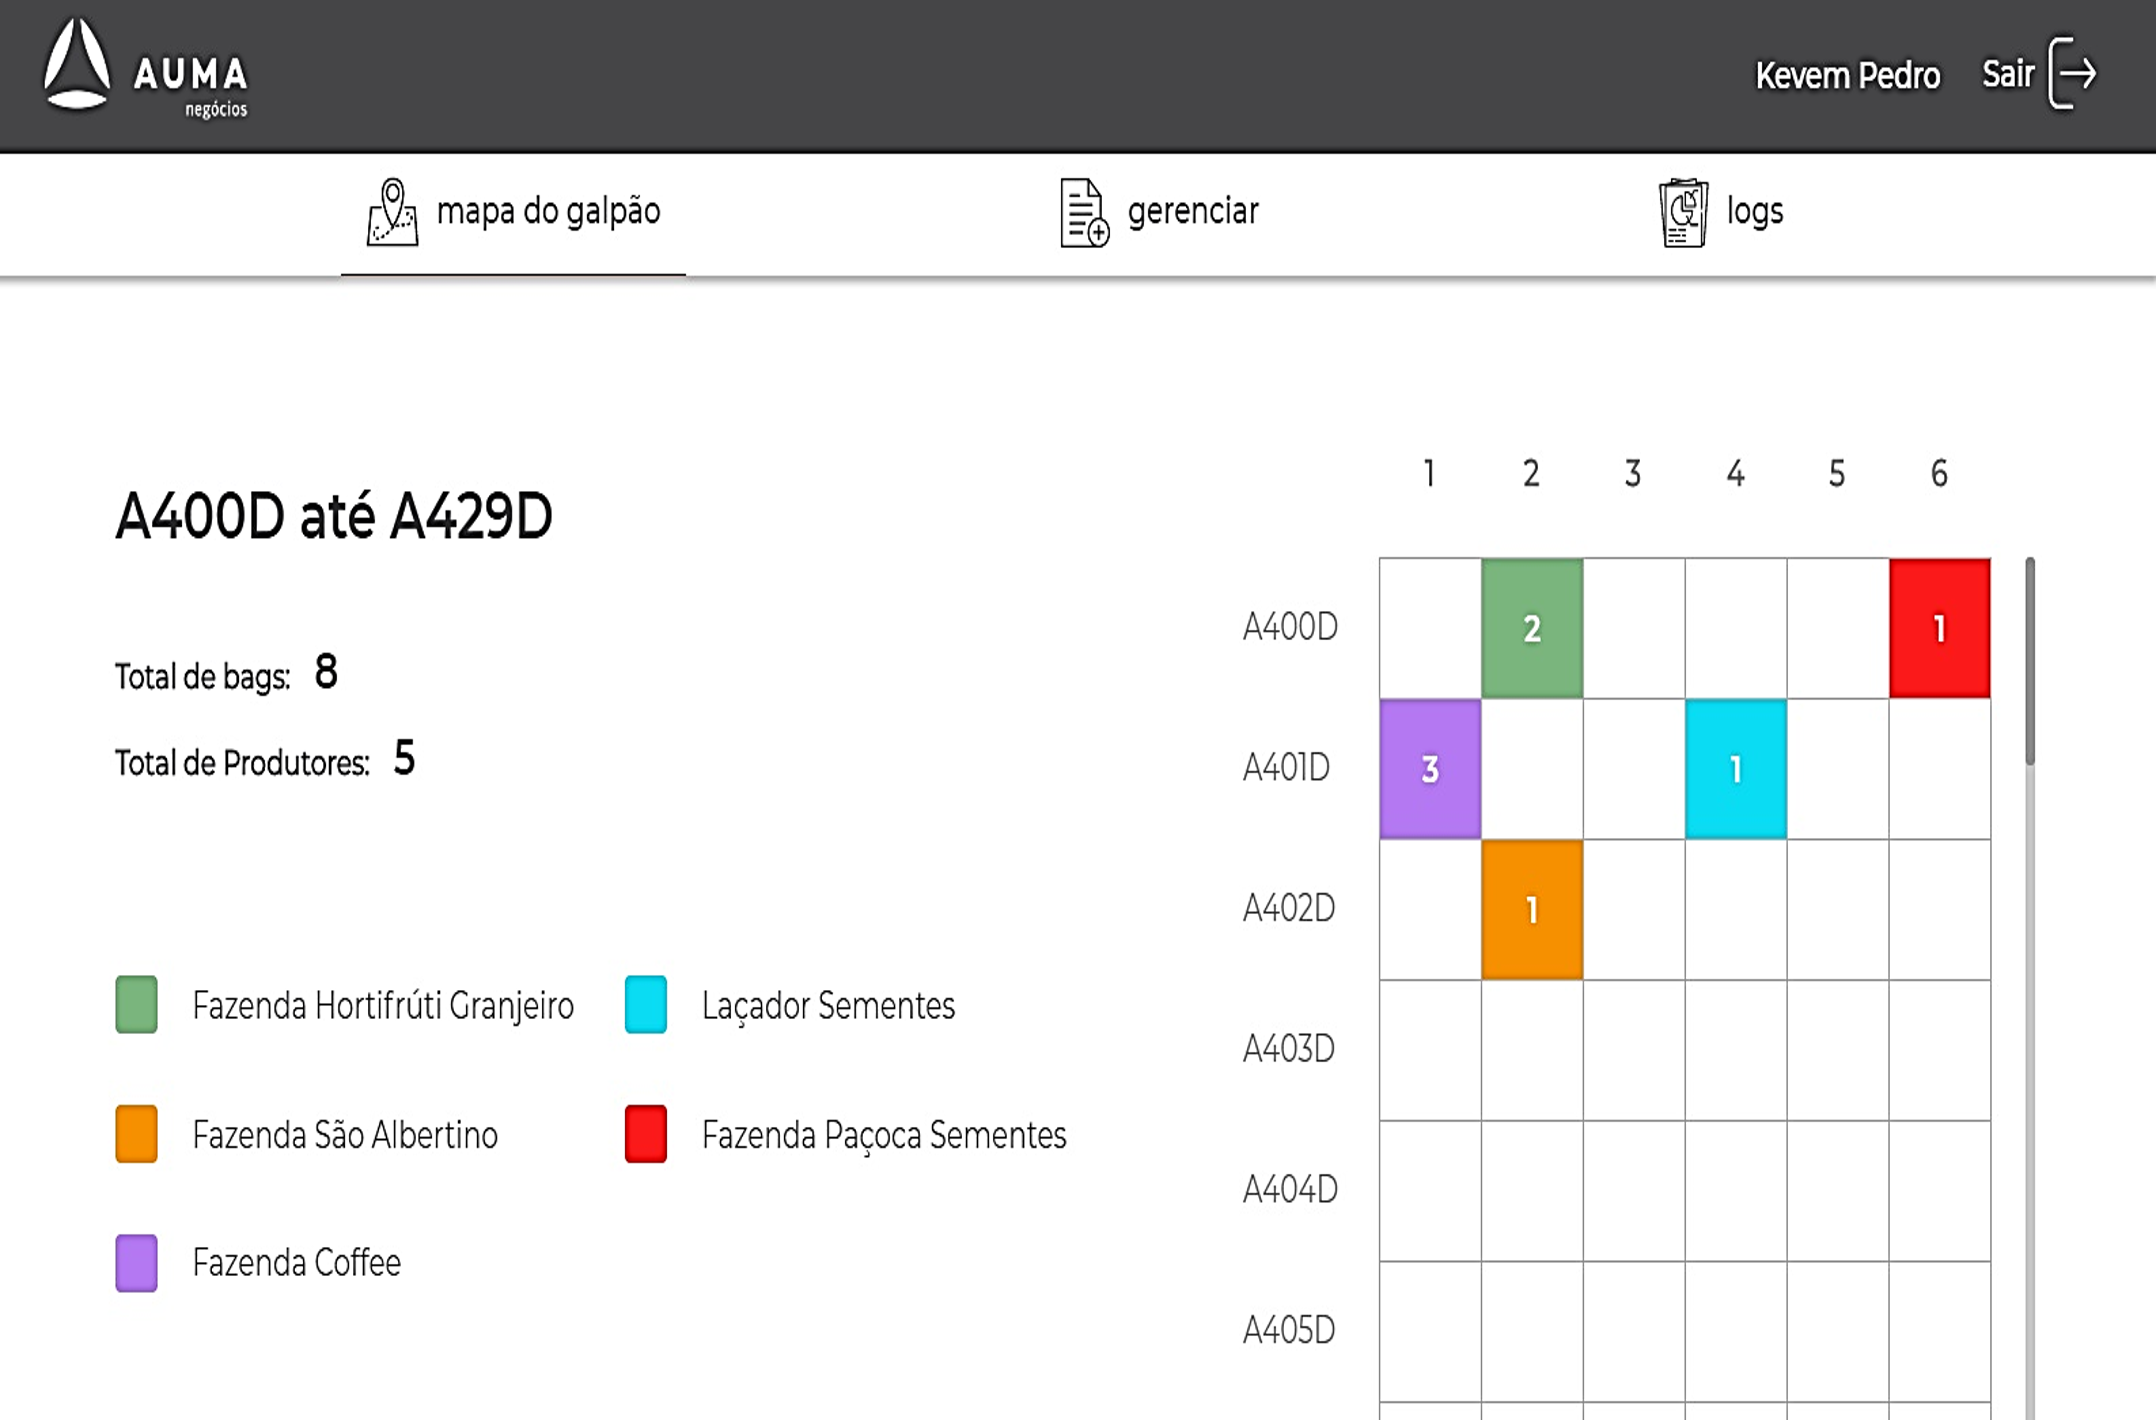 AUMA
negócios
Kevem Pedro
Sair
mapa do galpão
gerenciar
logs
A400D até A429D
Total de bags: 8
Total de Produtores: 5
Fazenda Hortifrúti Granjeiro
Laçador Sementes
Fazenda São Albertino
Fazenda Paçoca Sementes
Fazenda Coffee
1 2 3 4 5 6
A400D 2 1
A401D 3 1
A402D 1
A403D
A404D
A405D